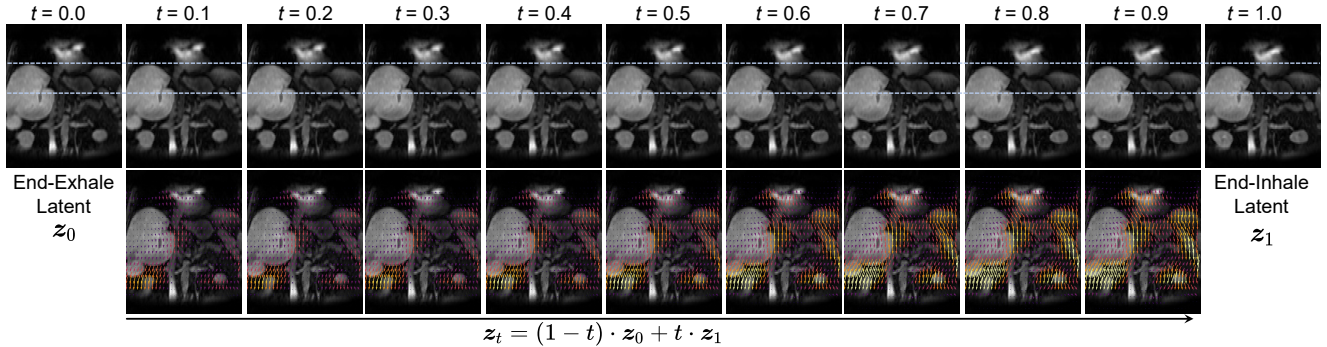 t = 0.0 t = 0.1 t = 0.2 t = 0.3 t = 0.4 t = 0.5 t = 0.6 t = 0.7 t = 0.8 t = 0.9 t = 1.0
End-Exhale
Latent
z₀
End-Inhale
Latent
z₁
zₜ = (1 − t) · z₀ + t · z₁